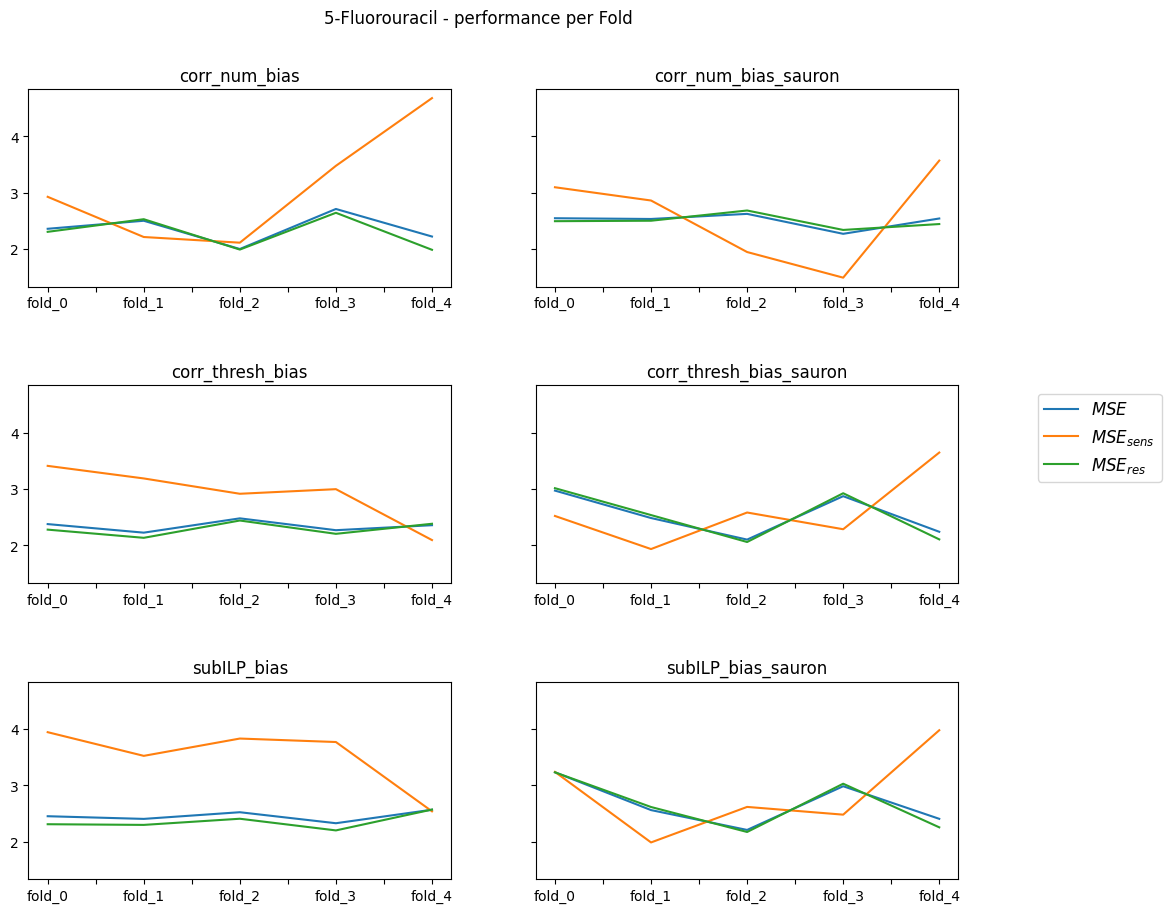 5-Fluorouracil - performance per Fold
corr_num_bias
corr_num_bias_sauron
4
3
2
fold_0 fold_1 fold_2 fold_3 fold_4
fold_0 fold_1 fold_2 fold_3 fold_4
corr_thresh_bias
corr_thresh_bias_sauron
4
3
2
fold_0 fold_1 fold_2 fold_3 fold_4
fold_0 fold_1 fold_2 fold_3 fold_4
MSE
MSE_sens
MSE_res
subILP_bias
subILP_bias_sauron
4
3
2
fold_0 fold_1 fold_2 fold_3 fold_4
fold_0 fold_1 fold_2 fold_3 fold_4